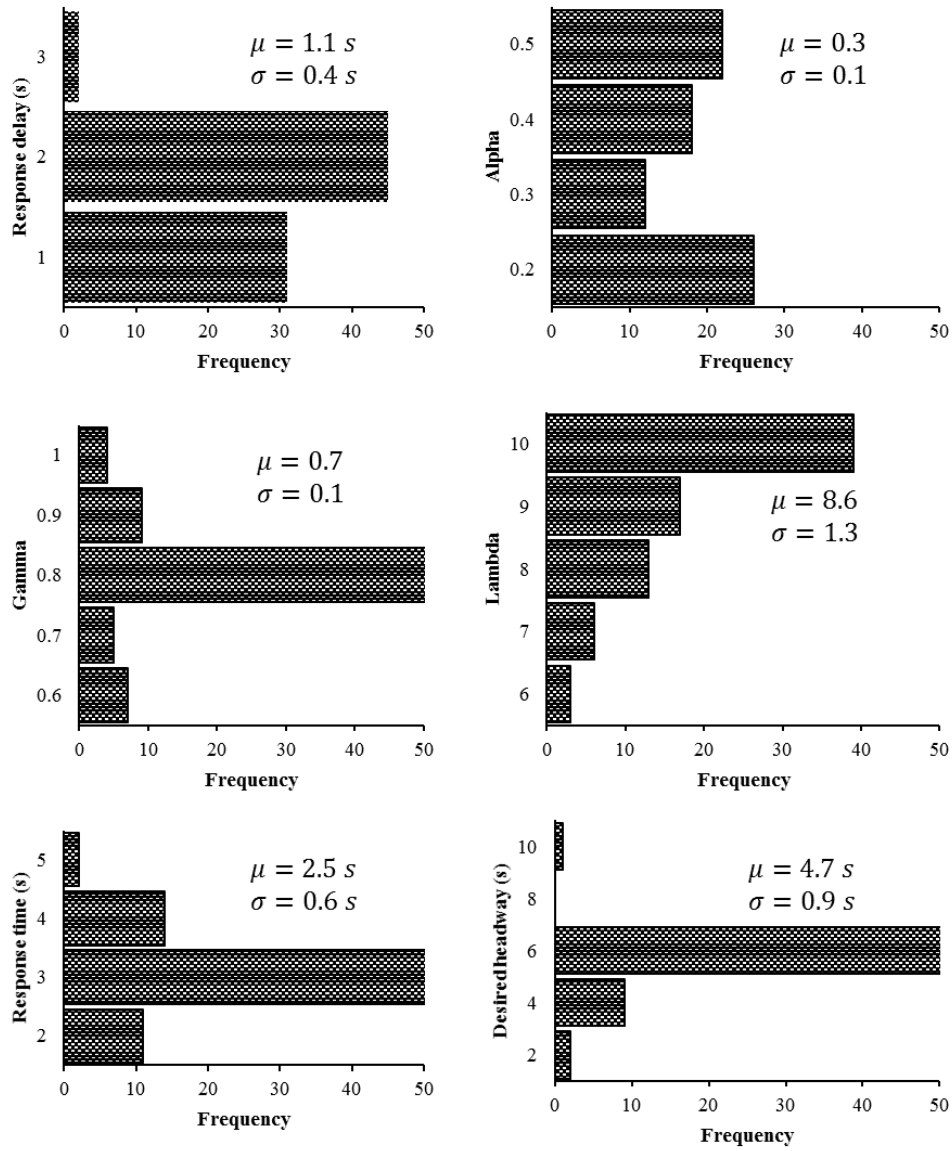 Response delay (s)
3
2
1
μ = 1.1 s
σ = 0.4 s
0 10 20 30 40 50
Frequency
Alpha
0.5
0.4
0.3
0.2
μ = 0.3
σ = 0.1
0 10 20 30 40 50
Frequency
Gamma
1
0.9
0.8
0.7
0.6
μ = 0.7
σ = 0.1
0 10 20 30 40 50
Frequency
Lambda
10
9
8
7
6
μ = 8.6
σ = 1.3
0 10 20 30 40 50
Frequency
Response time (s)
5
4
3
2
μ = 2.5 s
σ = 0.6 s
0 10 20 30 40 50
Frequency
Desired headway (s)
10
8
6
4
2
μ = 4.7 s
σ = 0.9 s
0 10 20 30 40 50
Frequency